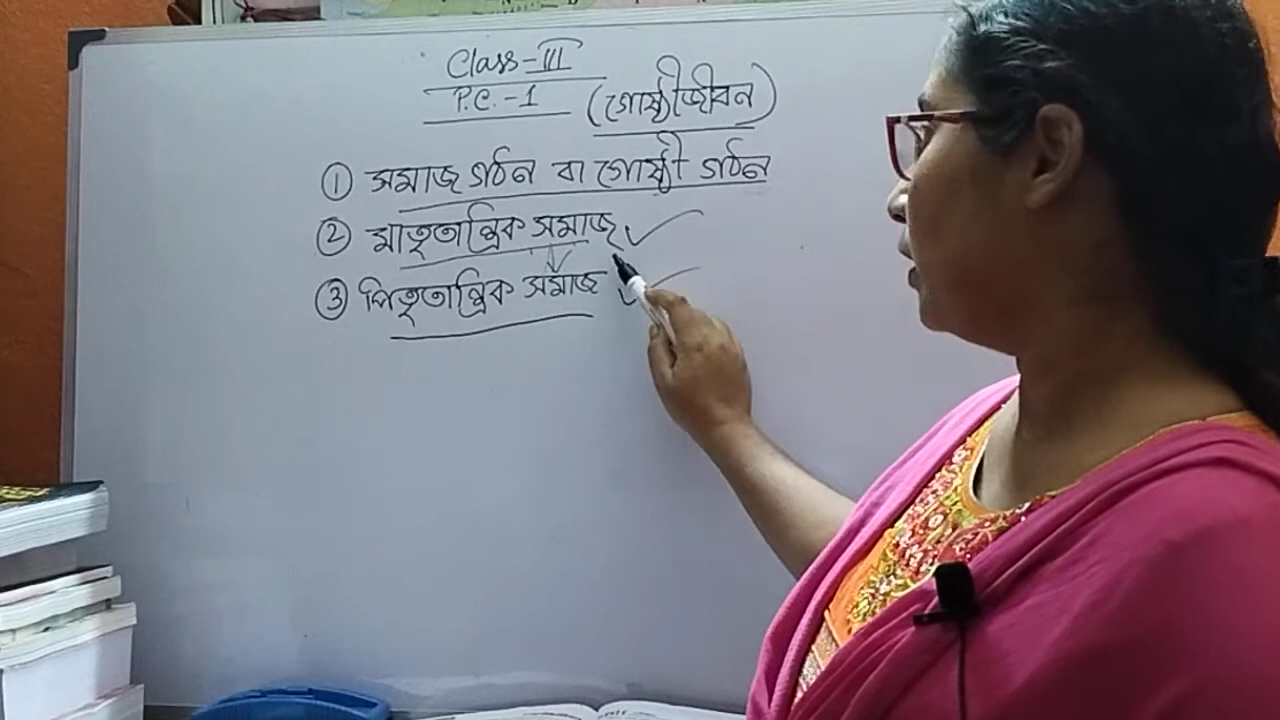 Class-III
P.C.-1 (গোষ্ঠীজীবন)
① সমাজ গঠন বা গোষ্ঠী গঠন
② মাতৃতান্ত্রিক সমাজ
③ পিতৃতান্ত্রিক সমাজ